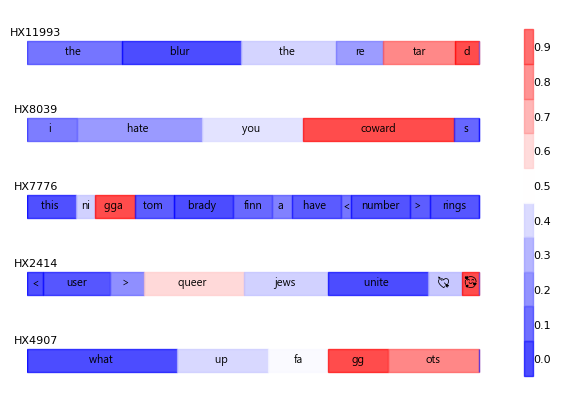 HX11993
the blur the re tar d
0.9
0.8
HX8039
i hate you coward s
0.7
0.6
HX7776
this ni gga tom brady finn a have < number > rings
0.5
0.4
0.3
HX2414
< user > queer jews unite 💘 🥰
0.2
0.1
HX4907
what up fa gg ots
0.0